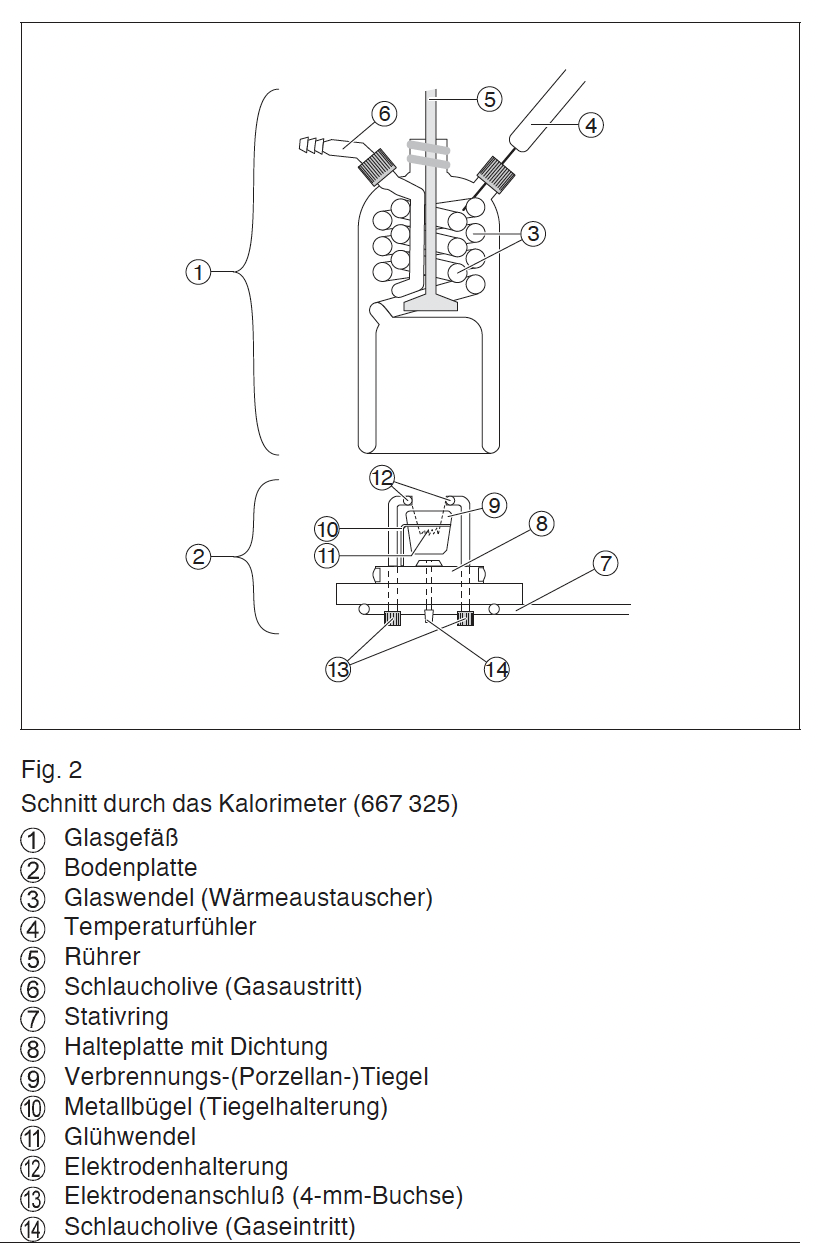 ⑤
⑥
④
③
①
⑫
⑨
⑩
⑧
⑪
②
⑦
⑬
⑭
Fig. 2
Schnitt durch das Kalorimeter (667 325)
① Glasgefäß
② Bodenplatte
③ Glaswendel (Wärmeaustauscher)
④ Temperaturfühler
⑤ Rührer
⑥ Schlaucholive (Gasaustritt)
⑦ Stativring
⑧ Halteplatte mit Dichtung
⑨ Verbrennungs-(Porzellan-)Tiegel
⑩ Metallbügel (Tiegelhalterung)
⑪ Glühwendel
⑫ Elektrodenhalterung
⑬ Elektrodenanschluß (4-mm-Buchse)
⑭ Schlaucholive (Gaseintritt)